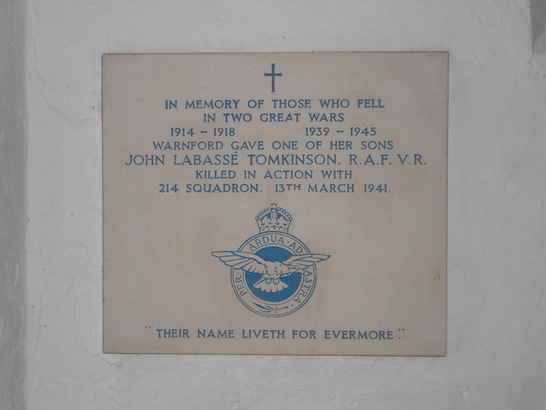 IN MEMORY OF THOSE WHO FELL
IN TWO GREAT WARS
1914 - 1918 1939 - 1945
WARNFORD GAVE ONE OF HER SONS
JOHN LABASSÉ TOMKINSON. R.A.F. V.R.
KILLED IN ACTION WITH
214 SQUADRON. 13TH MARCH 1941.
PER ARDUA · AD ASTRA
"THEIR NAME LIVETH FOR EVERMORE."